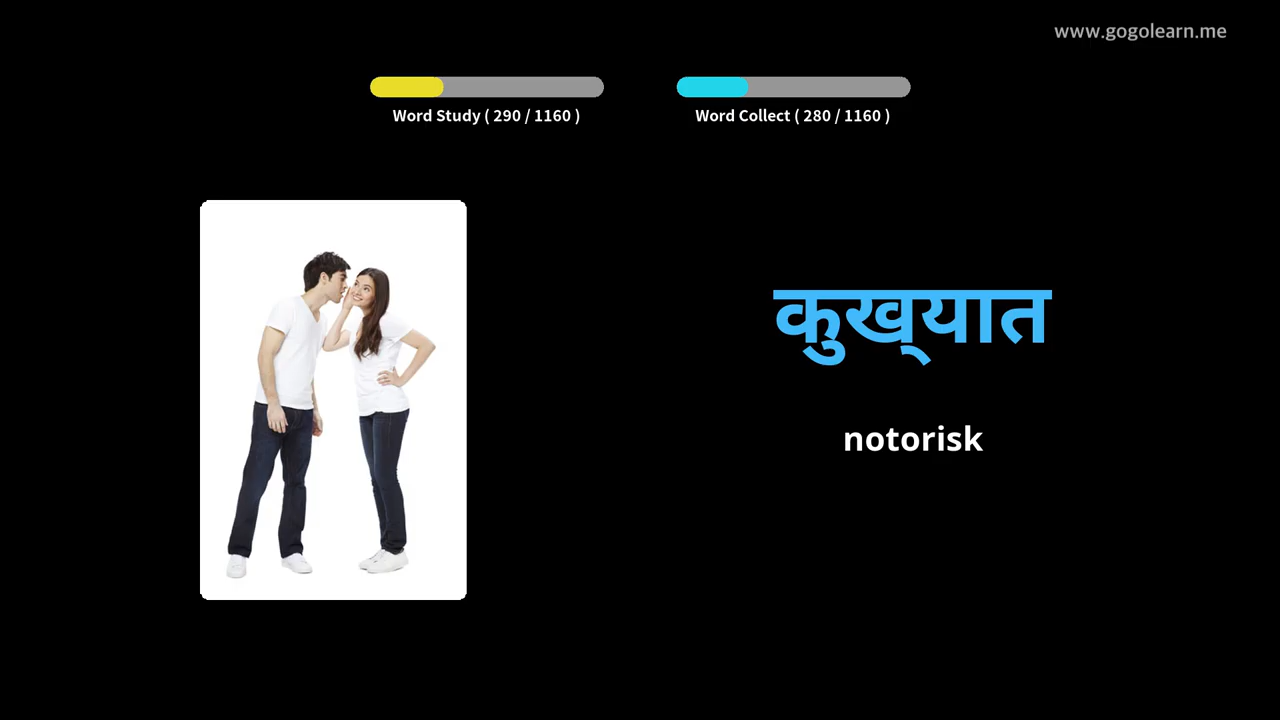 www.gogolearn.me
Word Study ( 290 / 1160 )
Word Collect ( 280 / 1160 )
कुख्यात
notorisk